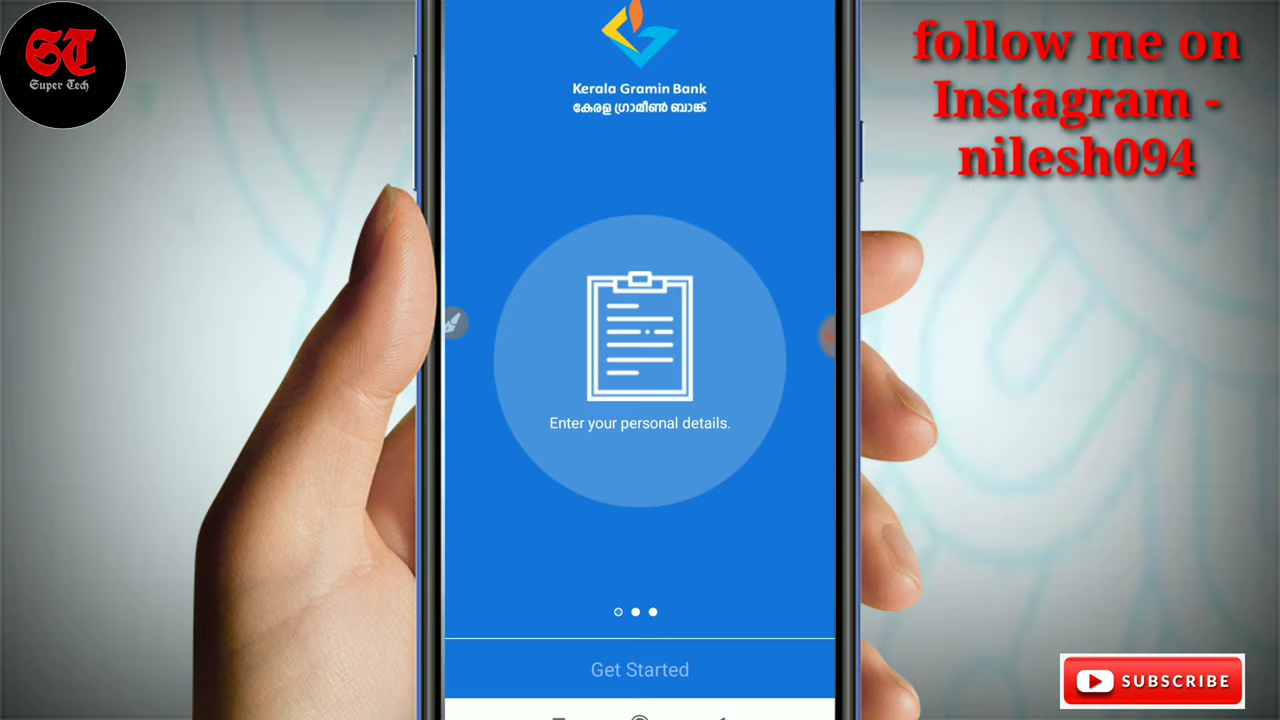 ST
Super Tech
follow me on
Instagram -
nilesh094
Kerala Gramin Bank
കേരള ഗ്രാമീൺ ബാങ്ക്
Enter your personal details.
Get Started
SUBSCRIBE